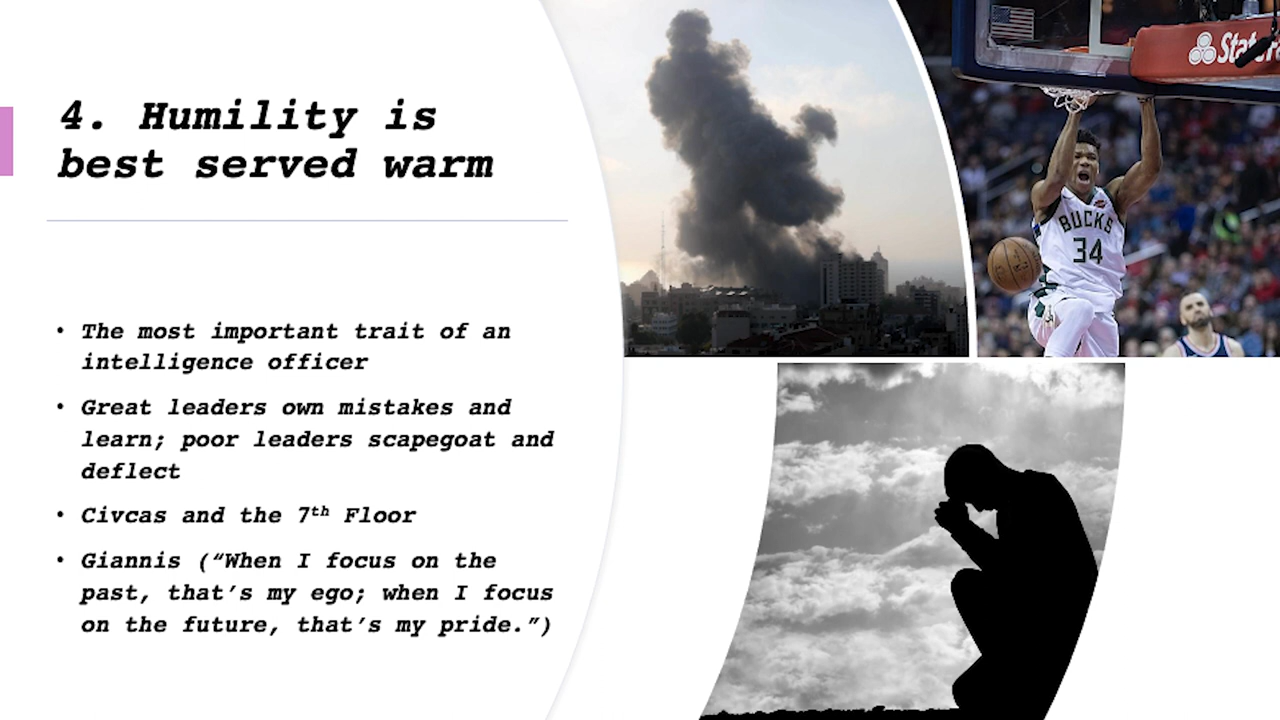 4. Humility is
best served warm
• The most important trait of an
intelligence officer
• Great leaders own mistakes and
learn; poor leaders scapegoat and
deflect
• Civcas and the 7th Floor
• Giannis (“When I focus on the
past, that’s my ego; when I focus
on the future, that’s my pride.”)
BUCKS
34